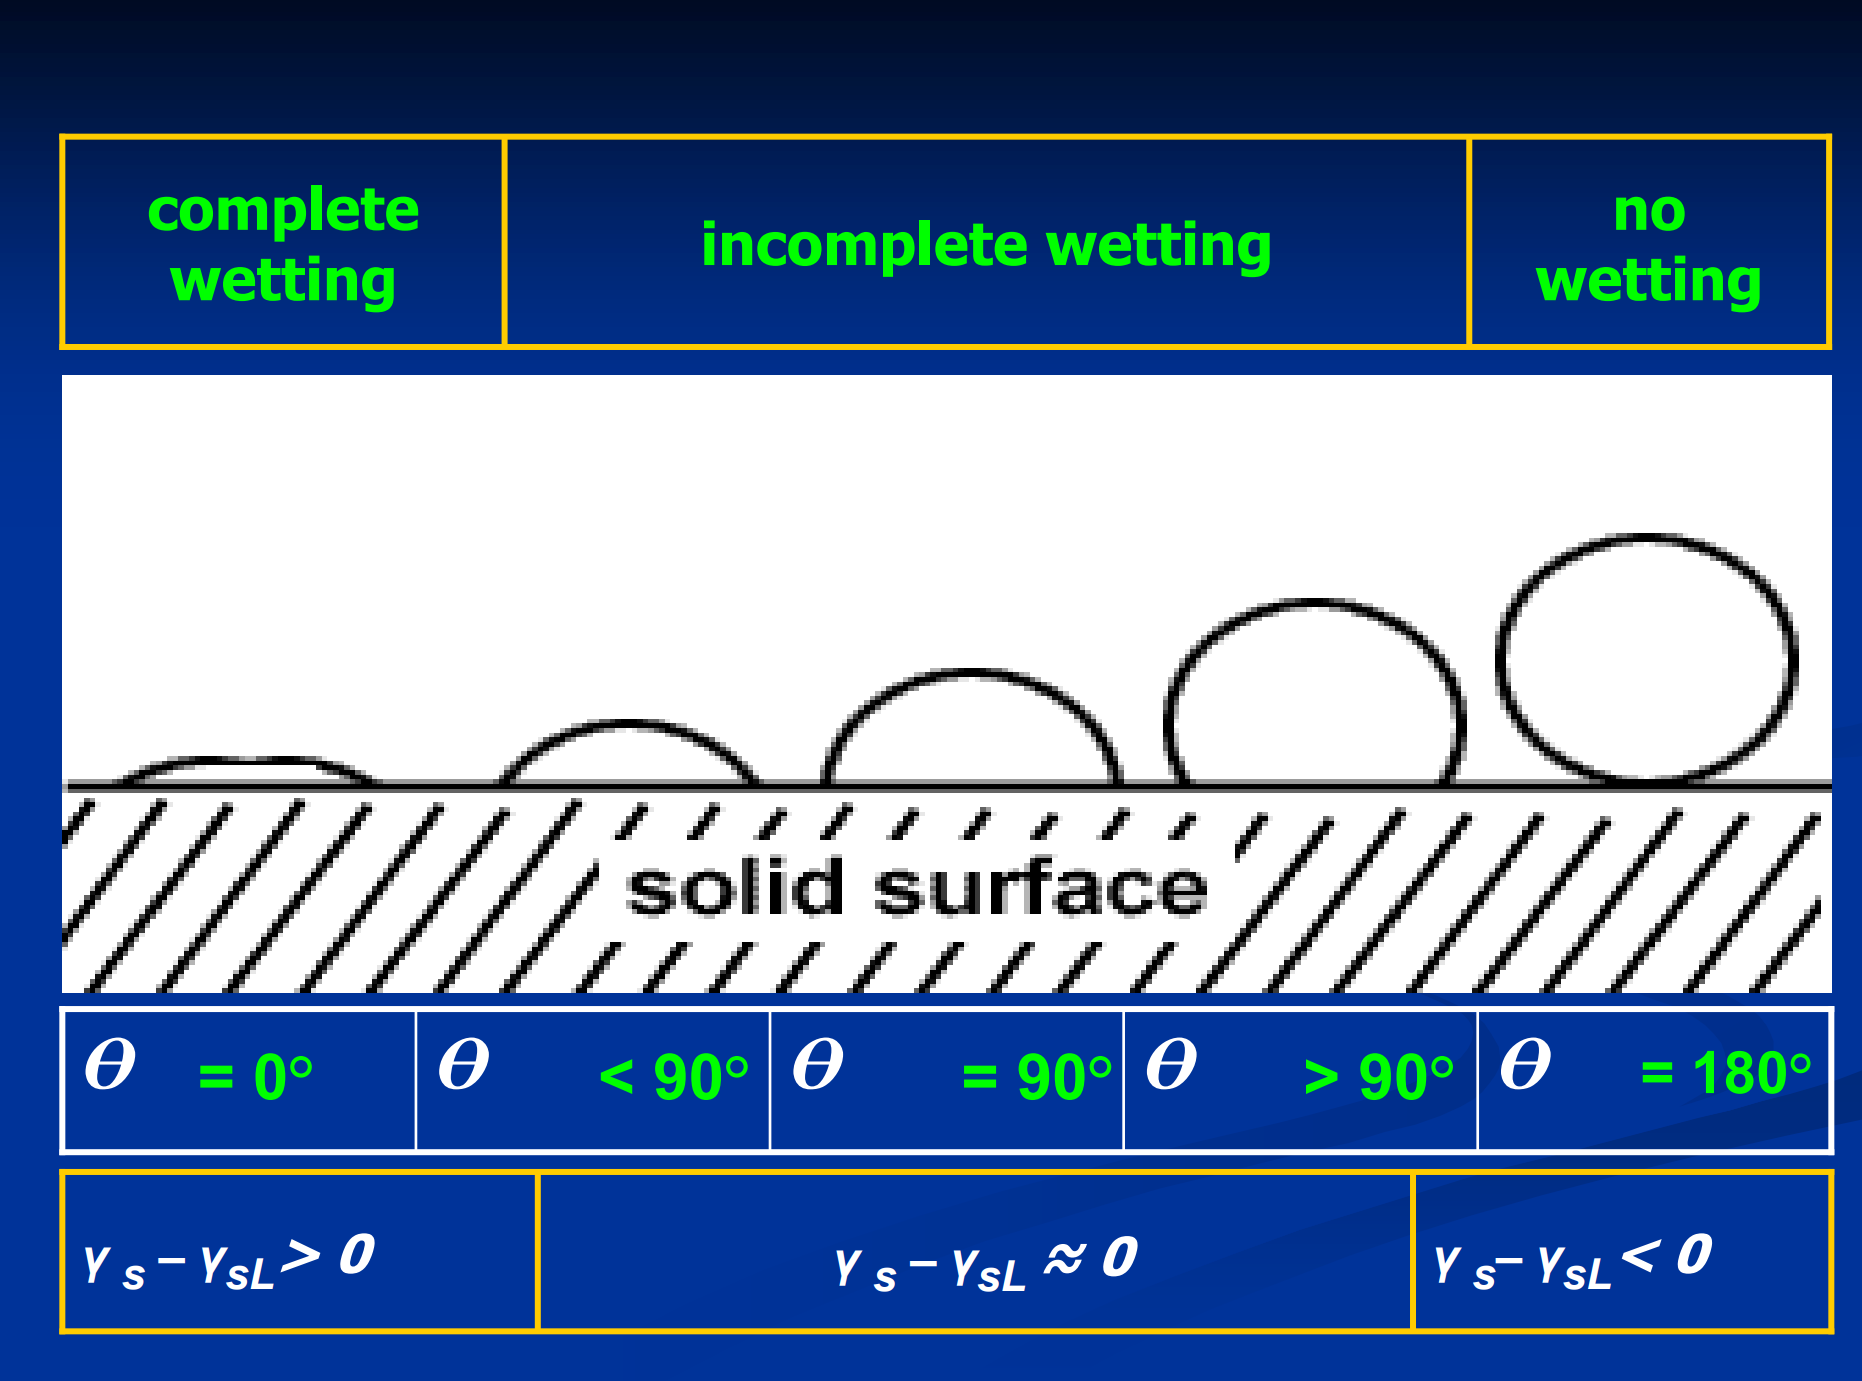 complete
wetting
incomplete wetting
no
wetting
solid surface
θ = 0°
θ < 90°
θ = 90°
θ > 90°
θ = 180°
γ s – γsL > 0
γ s – γsL ≈ 0
γ s– γsL < 0